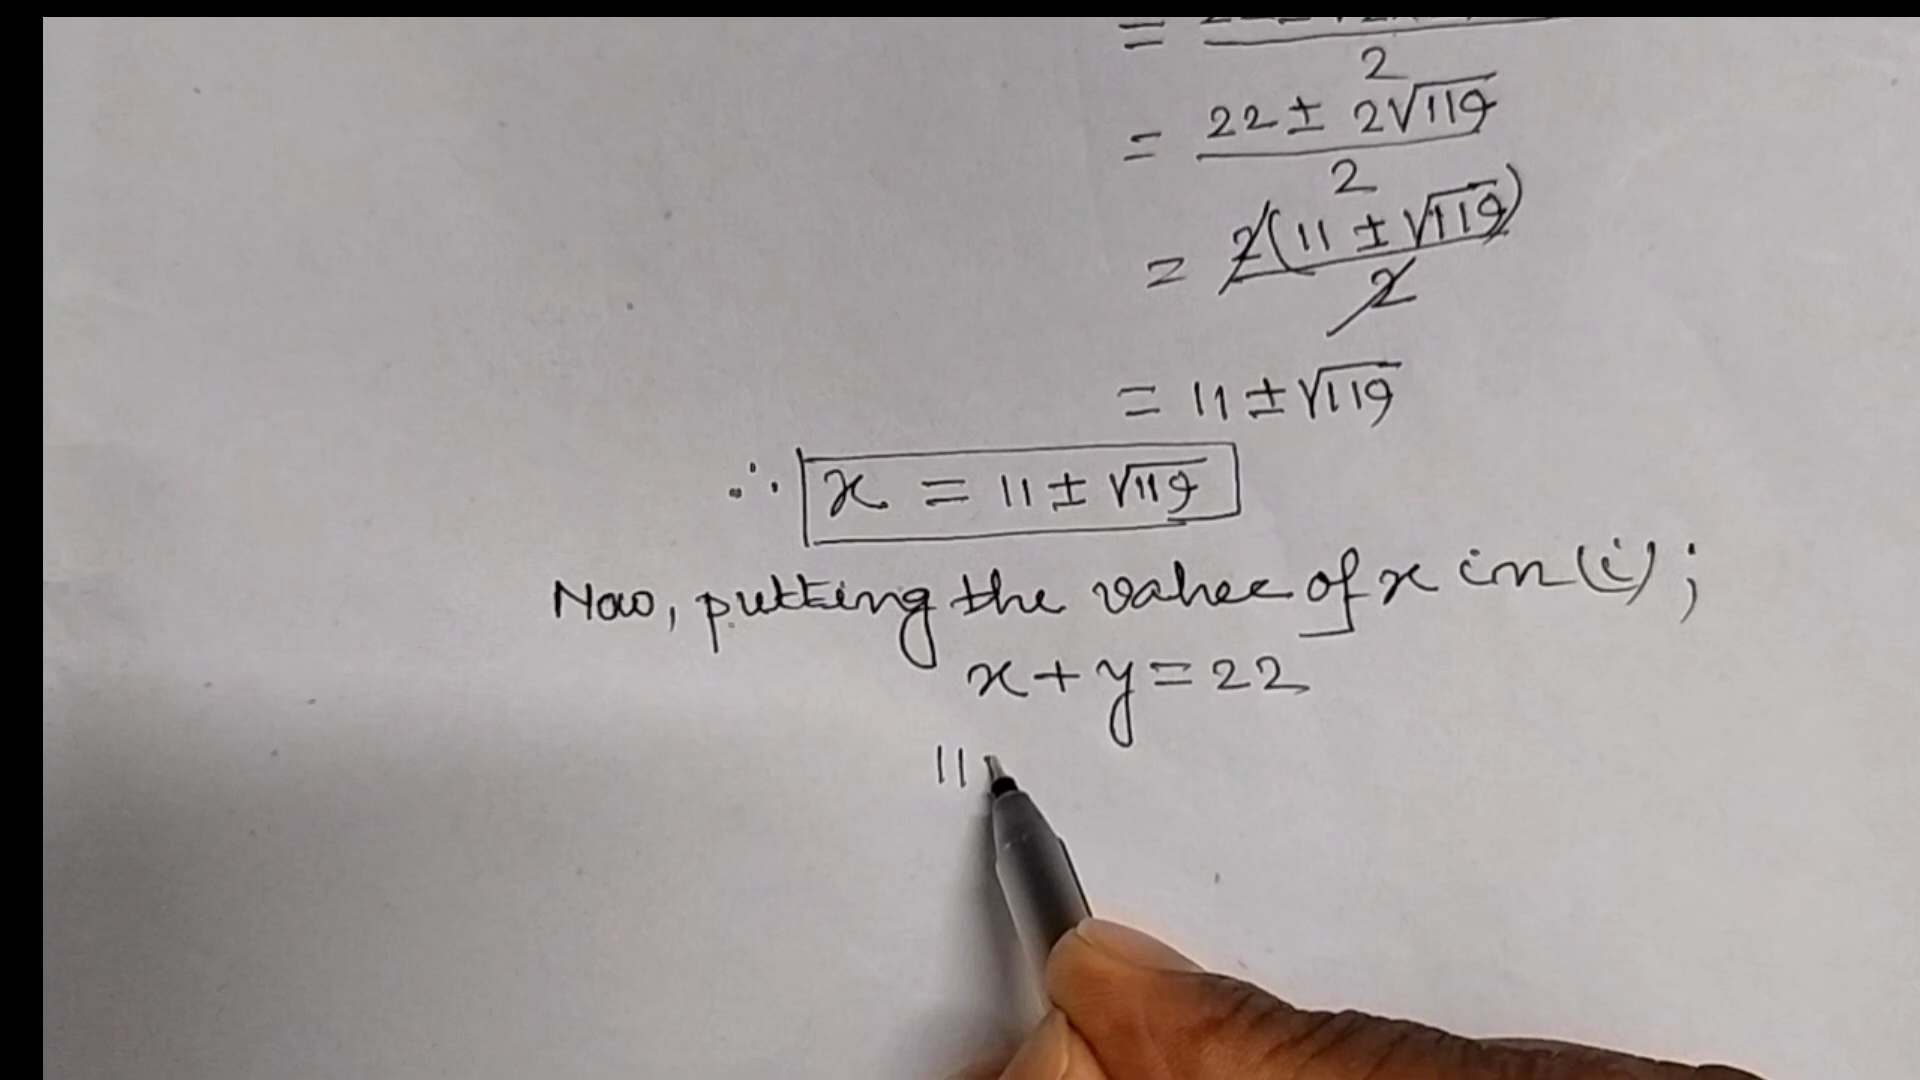 2
= 22 ± 2√119 / 2
= 2(11 ± √119) / 2
= 11 ± √119
∴ x = 11 ± √119
Now, putting the value of x in (i);
x + y = 22
11